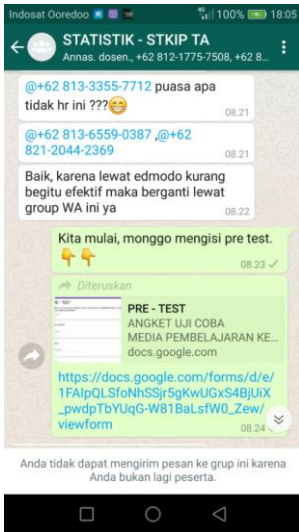 Indosat Ooredoo 100% 18:05
STATISTIK - STKIP TA
Annas. dosen., +62 812-1775-7508, +62 8...
@+62 813-3355-7712 puasa apa
tidak hr ini ???😁
08.21
@+62 813-6559-0387 ,@+62
821-2044-2369
08.21
Baik, karena lewat edmodo kurang
begitu efektif maka berganti lewat
group WA ini ya
08.22
Kita mulai, monggo mengisi pre test.
👇👇
08.23
Diteruskan
PRE - TEST
ANGKET UJI COBA
MEDIA PEMBELAJARAN KE...
docs.google.com
https://docs.google.com/forms/d/e/
1FAIpQLSfoNhSSjr5gKwUGxS4BjUiX
_pwdpTbYUqG-W81BaLsfW0_Zew/
viewform
08.24
Anda tidak dapat mengirim pesan ke grup ini karena
Anda bukan lagi peserta.